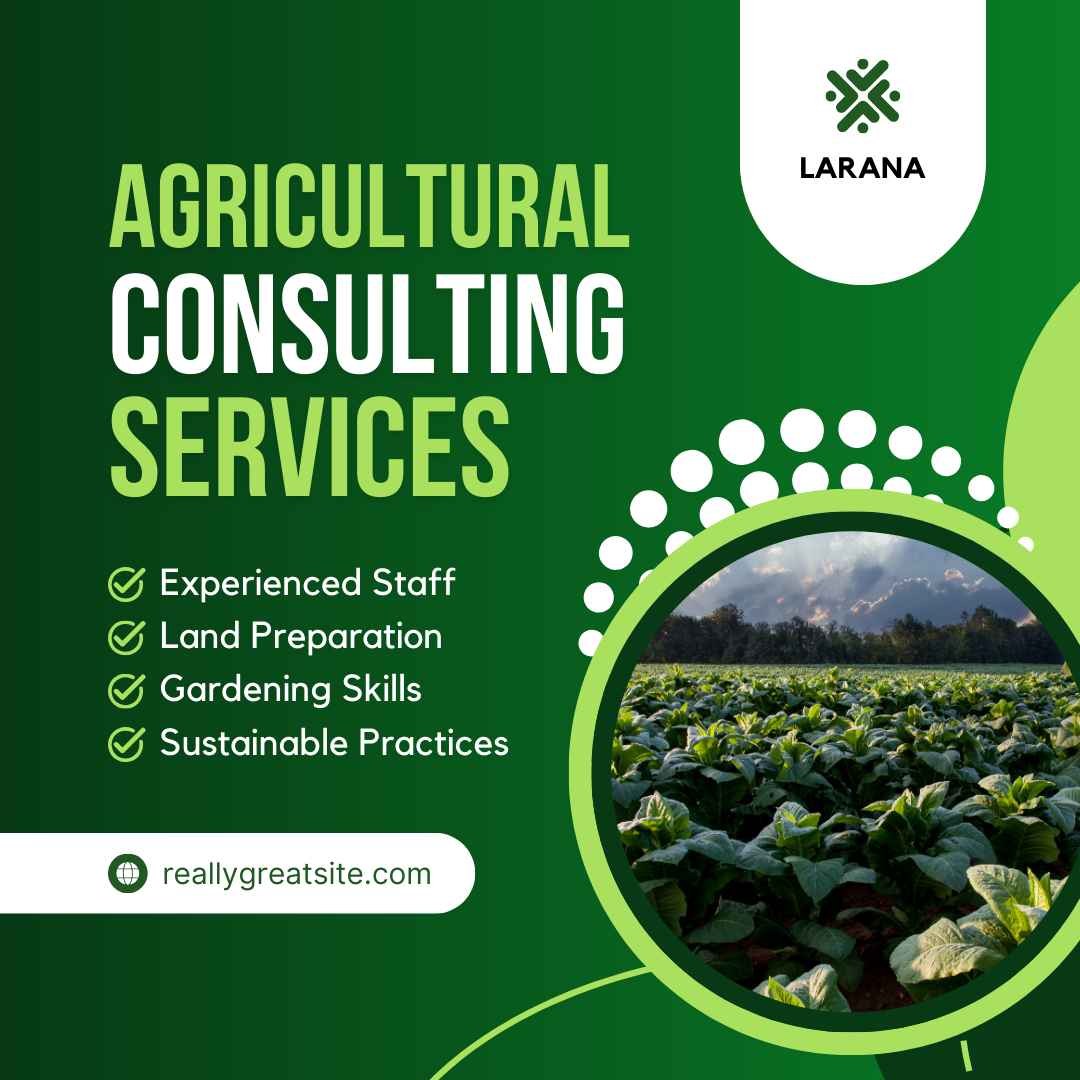 LARANA
AGRICULTURAL
CONSULTING
SERVICES
Experienced Staff
Land Preparation
Gardening Skills
Sustainable Practices
reallygreatsite.com